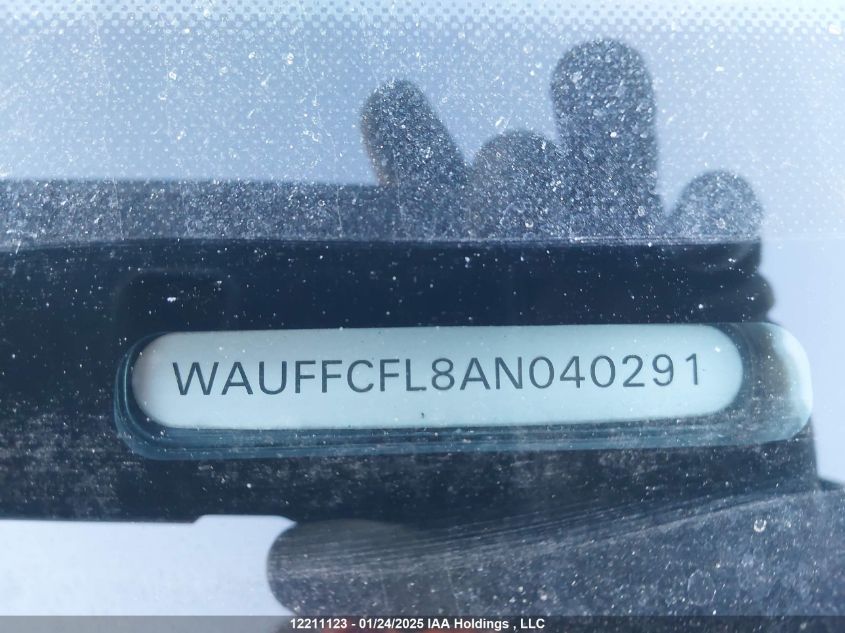 WAUFFCFL8AN040291
12211123 - 01/24/2025 IAA Holdings , LLC